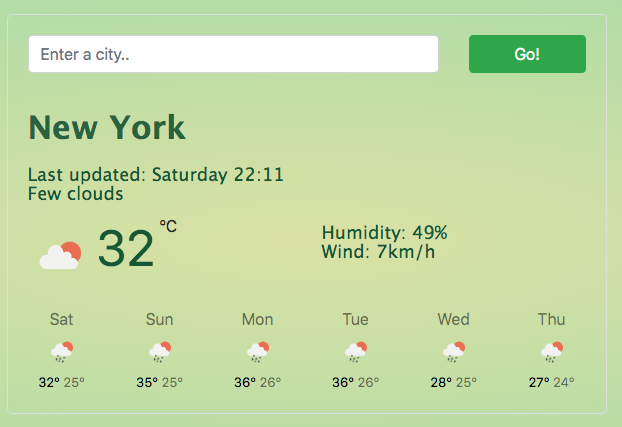 Enter a city..
Go!
New York
Last updated: Saturday 22:11
Few clouds
32 °C
Humidity: 49%
Wind: 7km/h
Sat Sun Mon Tue Wed Thu
32° 25° 35° 25° 36° 26° 36° 26° 28° 25° 27° 24°